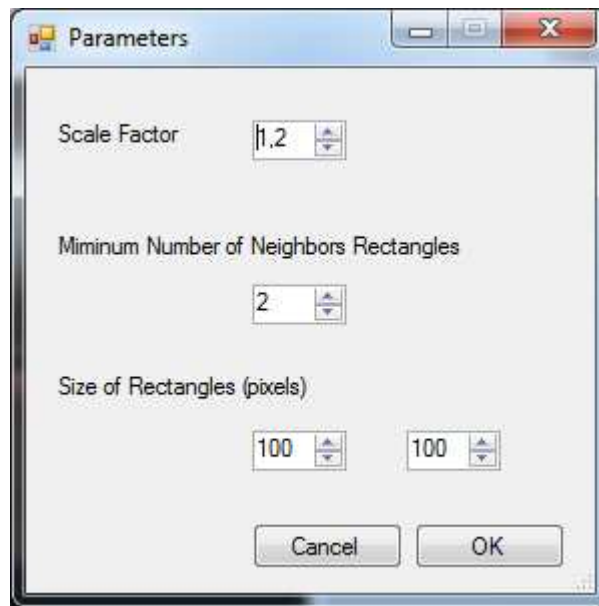 Parameters
Scale Factor 1,2
Miminum Number of Neighbors Rectangles
2
Size of Rectangles (pixels)
100 100
Cancel OK